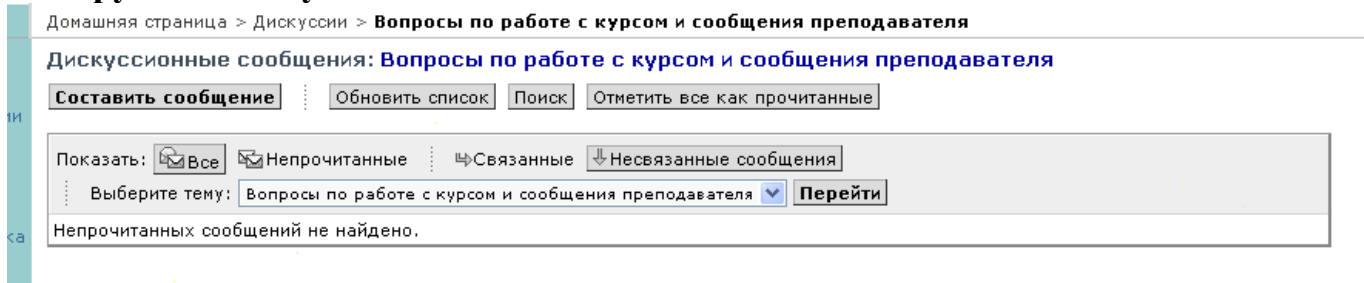 Домашняя страница > Дискуссии > Вопросы по работе с курсом и сообщения преподавателя
Дискуссионные сообщения: Вопросы по работе с курсом и сообщения преподавателя
Составить сообщение Обновить список Поиск Отметить все как прочитанные
ии
Показать: Все Непрочитанные Связанные Несвязанные сообщения
Выберите тему: Вопросы по работе с курсом и сообщения преподавателя Перейти
Непрочитанных сообщений не найдено.
ка